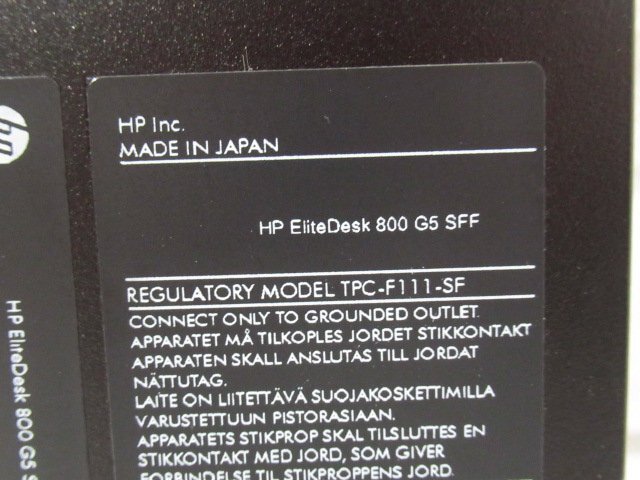 HP Inc.
MADE IN JAPAN
HP EliteDesk 800 G5 SFF
REGULATORY MODEL TPC-F111-SF
CONNECT ONLY TO GROUNDED OUTLET.
APPARATET MÅ TILKOPLES JORDET STIKKONTAKT
APPARATEN SKALL ANSLUTAS TILL JORDAT
NÄTTUTAG.
LAITE ON LIITETTÄVÄ SUOJAKOSKETTIMILLA
VARUSTETTUUN PISTORASIAAN.
APPARATETS STIKPROP SKAL TILSLUTTES EN
STIKKONTAKT MED JORD, SOM GIVER
FORBINDELSE TIL STIKPROPPENS JORD.
hp
HP EliteDesk 800 G5 S